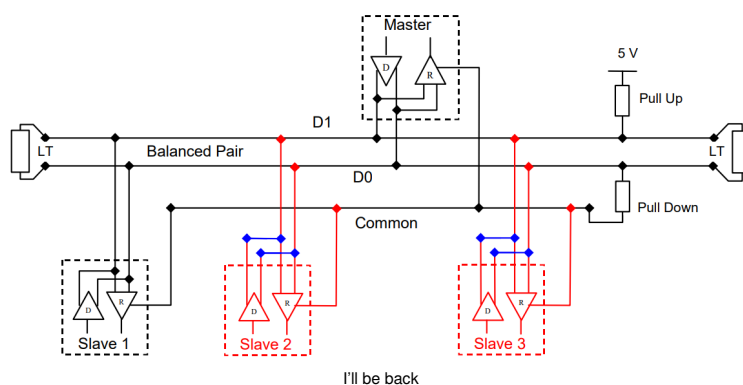 Master
5 V
D
R
Pull Up
D1
LT
Balanced Pair
LT
D0
Pull Down
Common
D
R
D
R
D
R
Slave 1
Slave 2
Slave 3
I'll be back